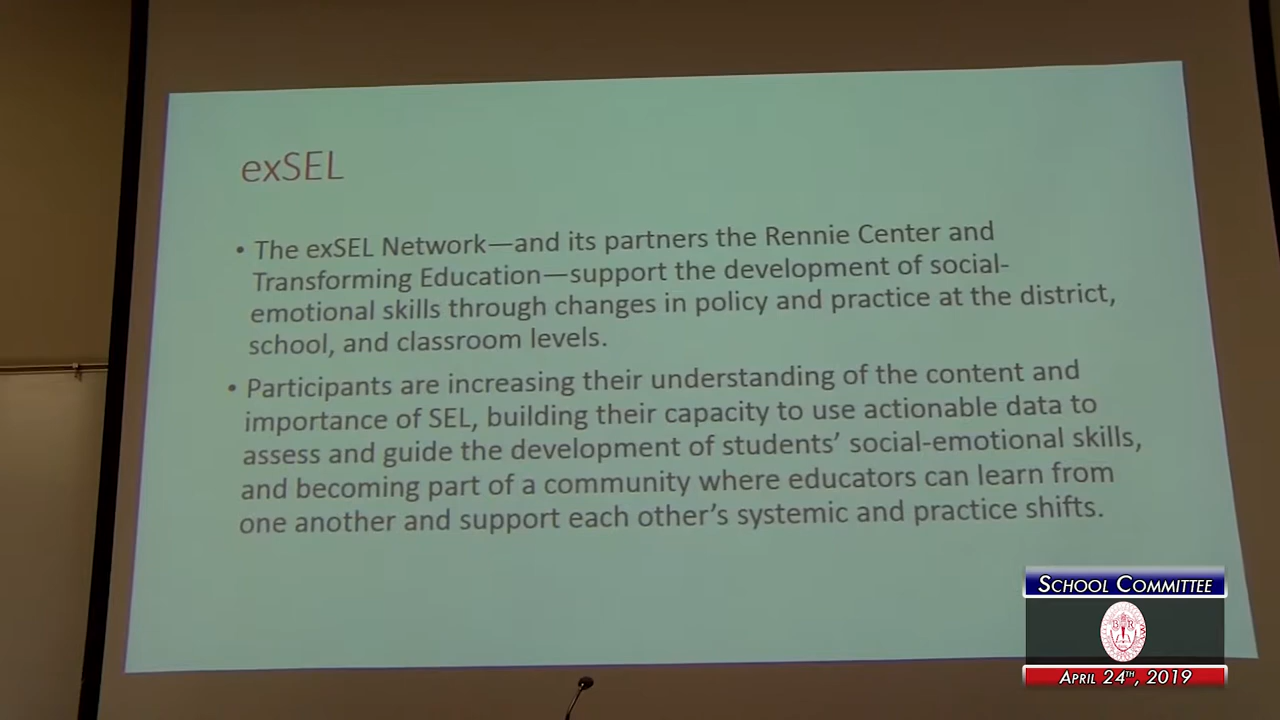 exSEL
• The exSEL Network—and its partners the Rennie Center and
Transforming Education—support the development of social-
emotional skills through changes in policy and practice at the district,
school, and classroom levels.
• Participants are increasing their understanding of the content and
importance of SEL, building their capacity to use actionable data to
assess and guide the development of students’ social-emotional skills,
and becoming part of a community where educators can learn from
one another and support each other’s systemic and practice shifts.
School Committee
B R
April 24th, 2019